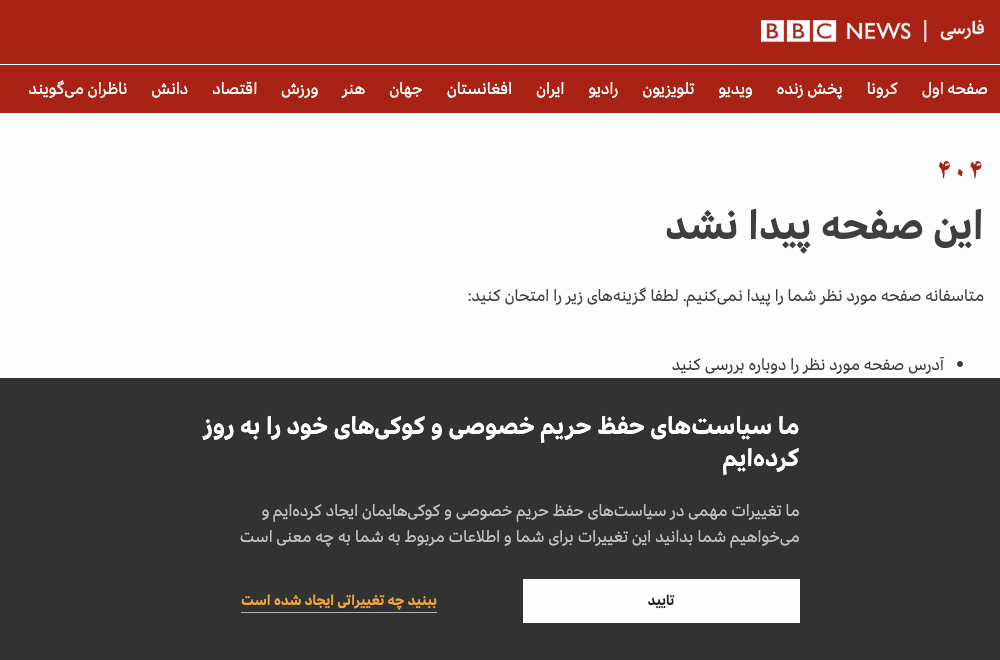 BBC NEWS | فارسی
صفحه اول کرونا پخش زنده ویدیو تلویزیون رادیو ایران افغانستان جهان هنر ورزش اقتصاد دانش ناظران می‌گویند
۴۰۴
این صفحه پیدا نشد
متاسفانه صفحه مورد نظر شما را پیدا نمی‌کنیم. لطفا گزینه‌های زیر را امتحان کنید:
• آدرس صفحه مورد نظر را دوباره بررسی کنید
ما سیاست‌های حفظ حریم خصوصی و کوکی‌های خود را به روز
کرده‌ایم
ما تغییرات مهمی در سیاست‌های حفظ حریم خصوصی و کوکی‌هایمان ایجاد کرده‌ایم و
می‌خواهیم شما بدانید این تغییرات برای شما و اطلاعات مربوط به شما به چه معنی است
تایید
ببنید چه تغییراتی ایجاد شده است